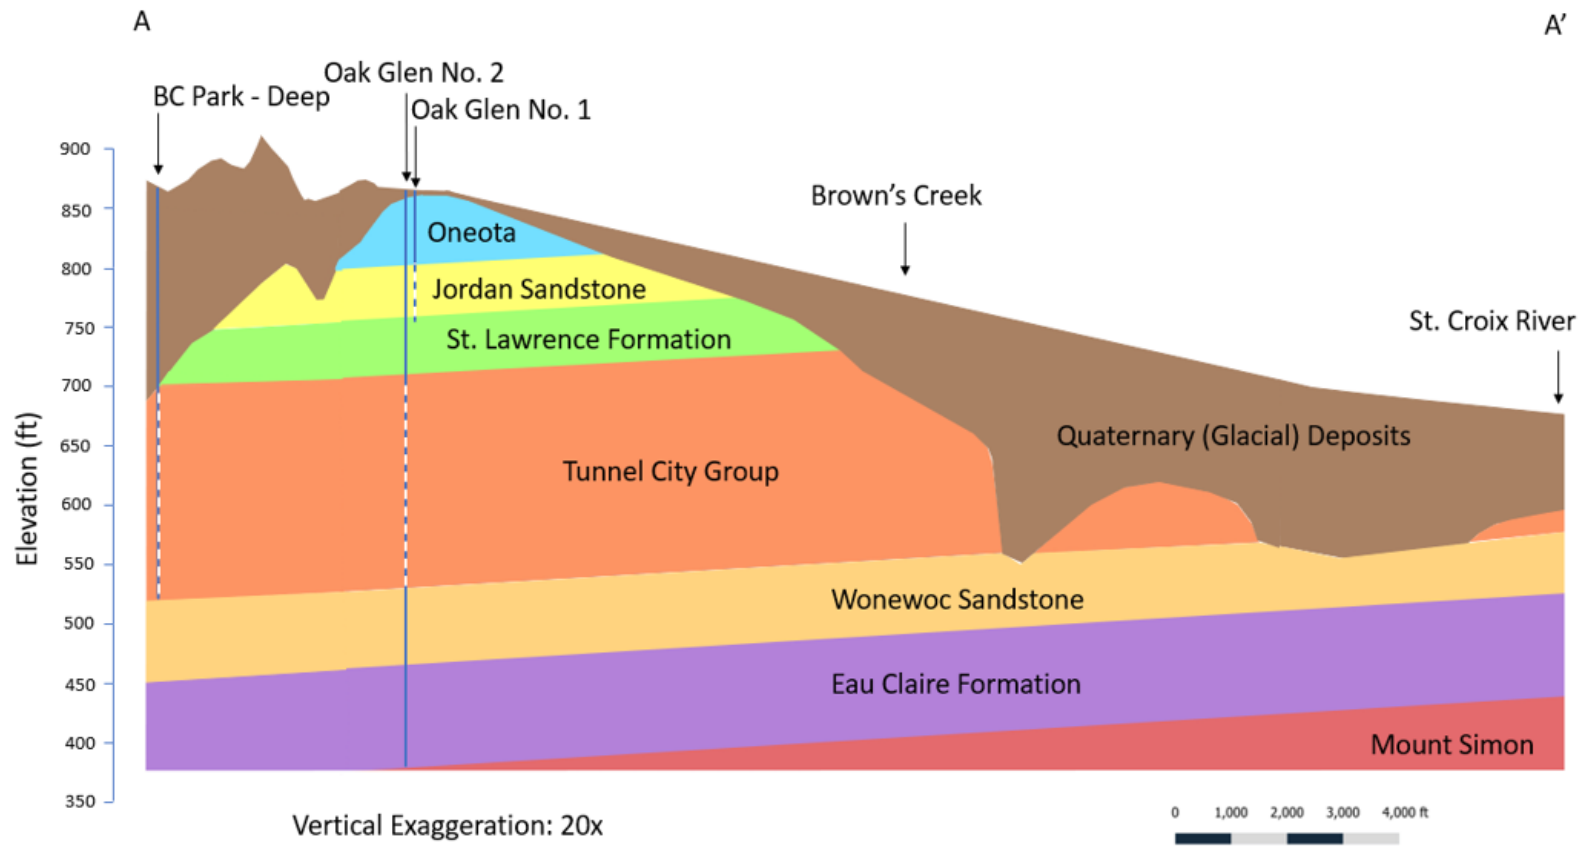 A
A'
Oak Glen No. 2
BC Park - Deep
Oak Glen No. 1
900
Brown's Creek
850
Oneota
800
Jordan Sandstone
St. Croix River
750
St. Lawrence Formation
700
Elevation (ft)
Quaternary (Glacial) Deposits
650
Tunnel City Group
600
550
Wonewoc Sandstone
500
Eau Claire Formation
450
400
Mount Simon
350
0 1,000 2,000 3,000 4,000 ft
Vertical Exaggeration: 20x